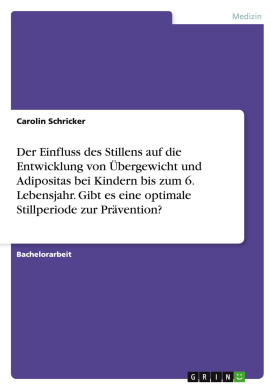 Medizin
Carolin Schricker
Der Einfluss des Stillens auf die
Entwicklung von Übergewicht und
Adipositas bei Kindern bis zum 6.
Lebensjahr. Gibt es eine optimale
Stillperiode zur Prävention?
Bachelorarbeit
GRIN